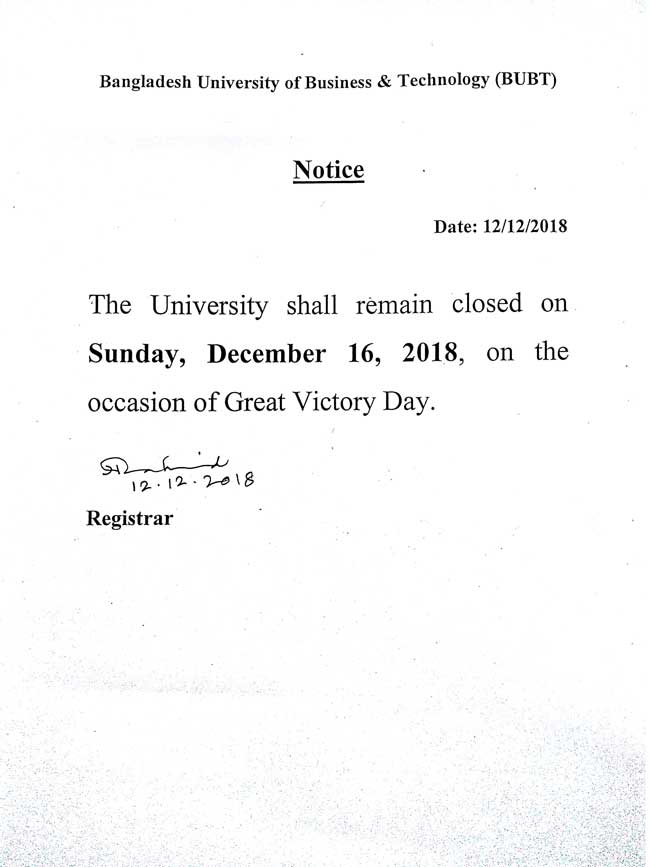 Bangladesh University of Business & Technology (BUBT)
Notice
Date: 12/12/2018
The University shall remain closed on
Sunday, December 16, 2018, on the
occasion of Great Victory Day.
12.12.2018
Registrar